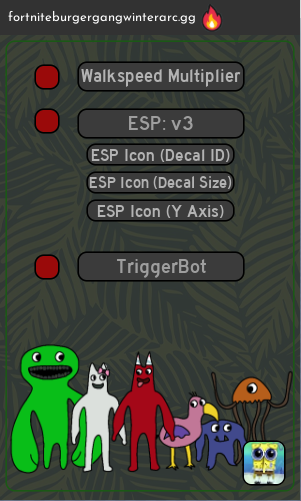 fortniteburgergangwinterarc.gg 🔥
Walkspeed Multiplier
ESP: v3
ESP Icon (Decal ID)
ESP Icon (Decal Size)
ESP Icon (Y Axis)
TriggerBot